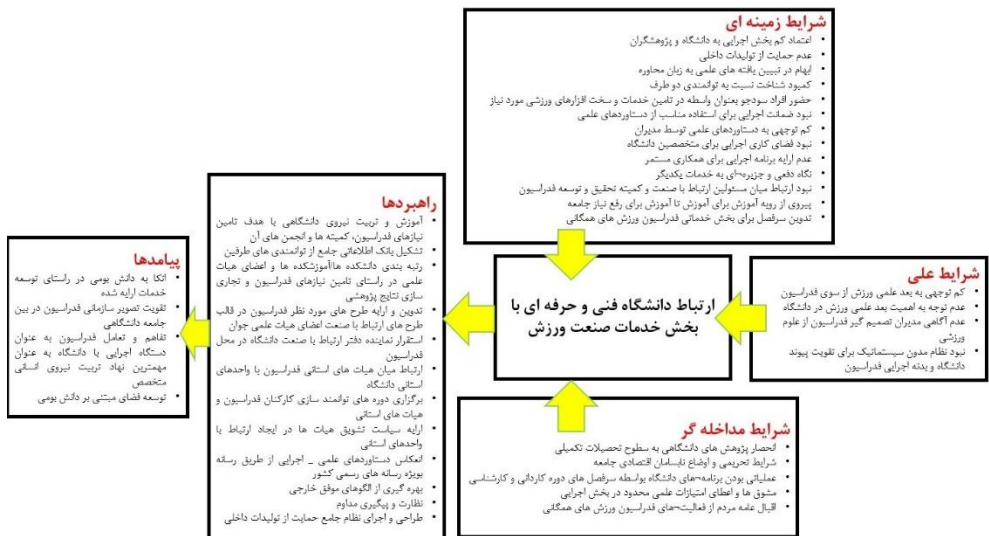 شرایط زمینه ای
• اعتماد کم بخش اجرایی به دانشگاه و پژوهشگران
• عدم حمایت از تولیدات داخلی
• ابهام در تبیین یافته های علمی به زبان محاوره
• کمبود شناخت نسبت به توانمندی دو طرف
• حضور افراد سودجو بعنوان واسطه در تامین خدمات و سخت افزارهای ورزشی مورد نیاز
• نبود ضمانت اجرایی برای استفاده مناسب از دستاوردهای علمی
• کم توجهی به دستاوردهای علمی توسط مدیران
• نبود فضای کاری اجرایی برای متخصصین دانشگاه
• عدم ارایه برنامه اجرایی برای همکاری مستمر
• نگاه دفعی و جزیره¬ای به خدمات یکدیگر
• نبود ارتباط میان مسئولین ارتباط با صنعت و کمیته تحقیق و توسعه فدراسیون
• پیروی از رویه آموزش برای آموزش تا آموزش برای رفع نیاز جامعه
• تدوین سرفصل برای بخش خدماتی فدراسیون ورزش های همگانی
شرایط علی
• کم توجهی به بعد علمی ورزش از سوی فدراسیون
• عدم توجه به اهمیت بعد علمی ورزش در دانشگاه
• عدم آگاهی مدیران تصمیم گیر فدراسیون از علوم
ورزشی
• نبود نظام مدون سیستماتیک برای تقویت پیوند
دانشگاه و بدنه اجرایی فدراسیون
ارتباط دانشگاه فنی و حرفه ای با
بخش خدمات صنعت ورزش
شرایط مداخله گر
• انحصار پژوهش های دانشگاهی به سطوح تحصیلات تکمیلی
• شرایط تحریمی و اوضاع نابسامان اقتصادی جامعه
• عملیاتی بودن برنامه¬های دانشگاه بواسطه سرفصل های دوره کاردانی و کارشناسی
• مشوق ها و اعطای امتیازات علمی محدود در بخش اجرایی
• اقبال عامه مردم از فعالیت¬های فدراسیون ورزش های همگانی
راهبردها
• آموزش و تربیت نیروی دانشگاهی با هدف تامین
نیازهای فدراسیون، کمیته ها و انجمن های آن
• تشکیل بانک اطلاعاتی جامع از توانمندی های طرفین
• رتبه بندی دانشکده ها/آموزشکده ها و اعضای هیات
علمی در راستای تامین نیازهای فدراسیون و تجاری
سازی نتایج پژوهشی
• تدوین و ارایه طرح های مورد نظر فدراسیون در قالب
طرح های ارتباط با صنعت اعضای هیات علمی جوان
• استقرار نماینده دفتر ارتباط با صنعت دانشگاه در محل
فدراسیون
• ارتباط میان هیات های استانی فدراسیون با واحدهای
استانی دانشگاه
• برگزاری دوره های توانمند سازی کارکنان فدراسیون و
هیات های استانی
• ارایه سیاست تشویق هیات ها در ایجاد ارتباط با
واحدهای استانی
• انعکاس دستاوردهای علمی _ اجرایی از طریق رسانه
بویژه رسانه های رسمی کشور
• بهره گیری از الگوهای موفق خارجی
• نظارت و پیگیری مداوم
• طراحی و اجرای نظام جامع حمایت از تولیدات داخلی
پیامدها
• اتکا به دانش بومی در راستای توسعه
خدمات ارایه شده
• تقویت تصویر سازمانی فدراسیون در بین
جامعه دانشگاهی
• تفاهم و تعامل فدراسیون به عنوان
دستگاه اجرایی با دانشگاه به عنوان
مهمترین نهاد تربیت نیروی انسانی
متخصص
• توسعه فضای مبتنی بر دانش بومی